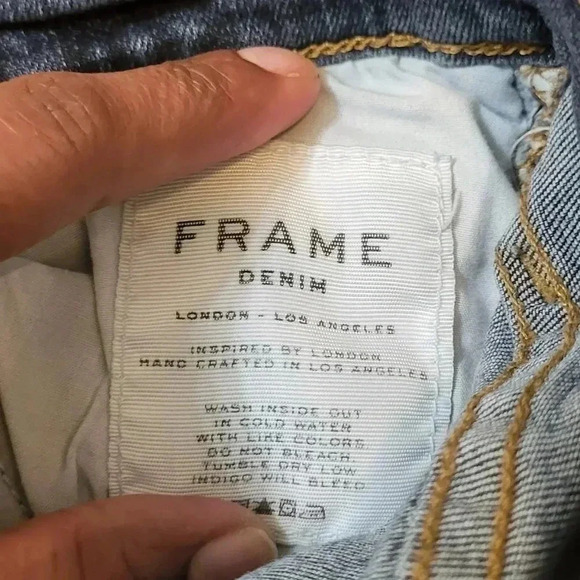 FRAME
DENIM
LONDON - LOS ANGELES
INSPIRED BY LONDON
HAND CRAFTED IN LOS ANGELES
WASH INSIDE OUT
IN COLD WATER
WITH LIKE COLORS
DO NOT BLEACH
TUMBLE DRY LOW
INDIGO WILL BLEED